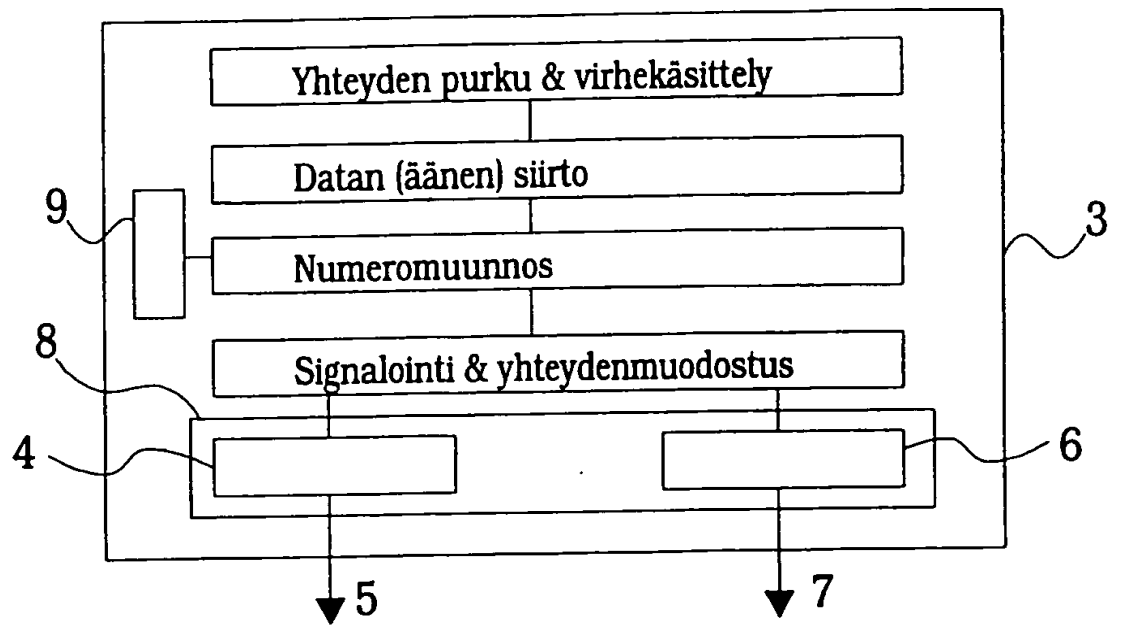 Yhteyden purku & virhekäsittely
Datan (äänen) siirto
9
3
Numeromuunnos
8
Signalointi & yhteydenmuodostus
4
6
5
7